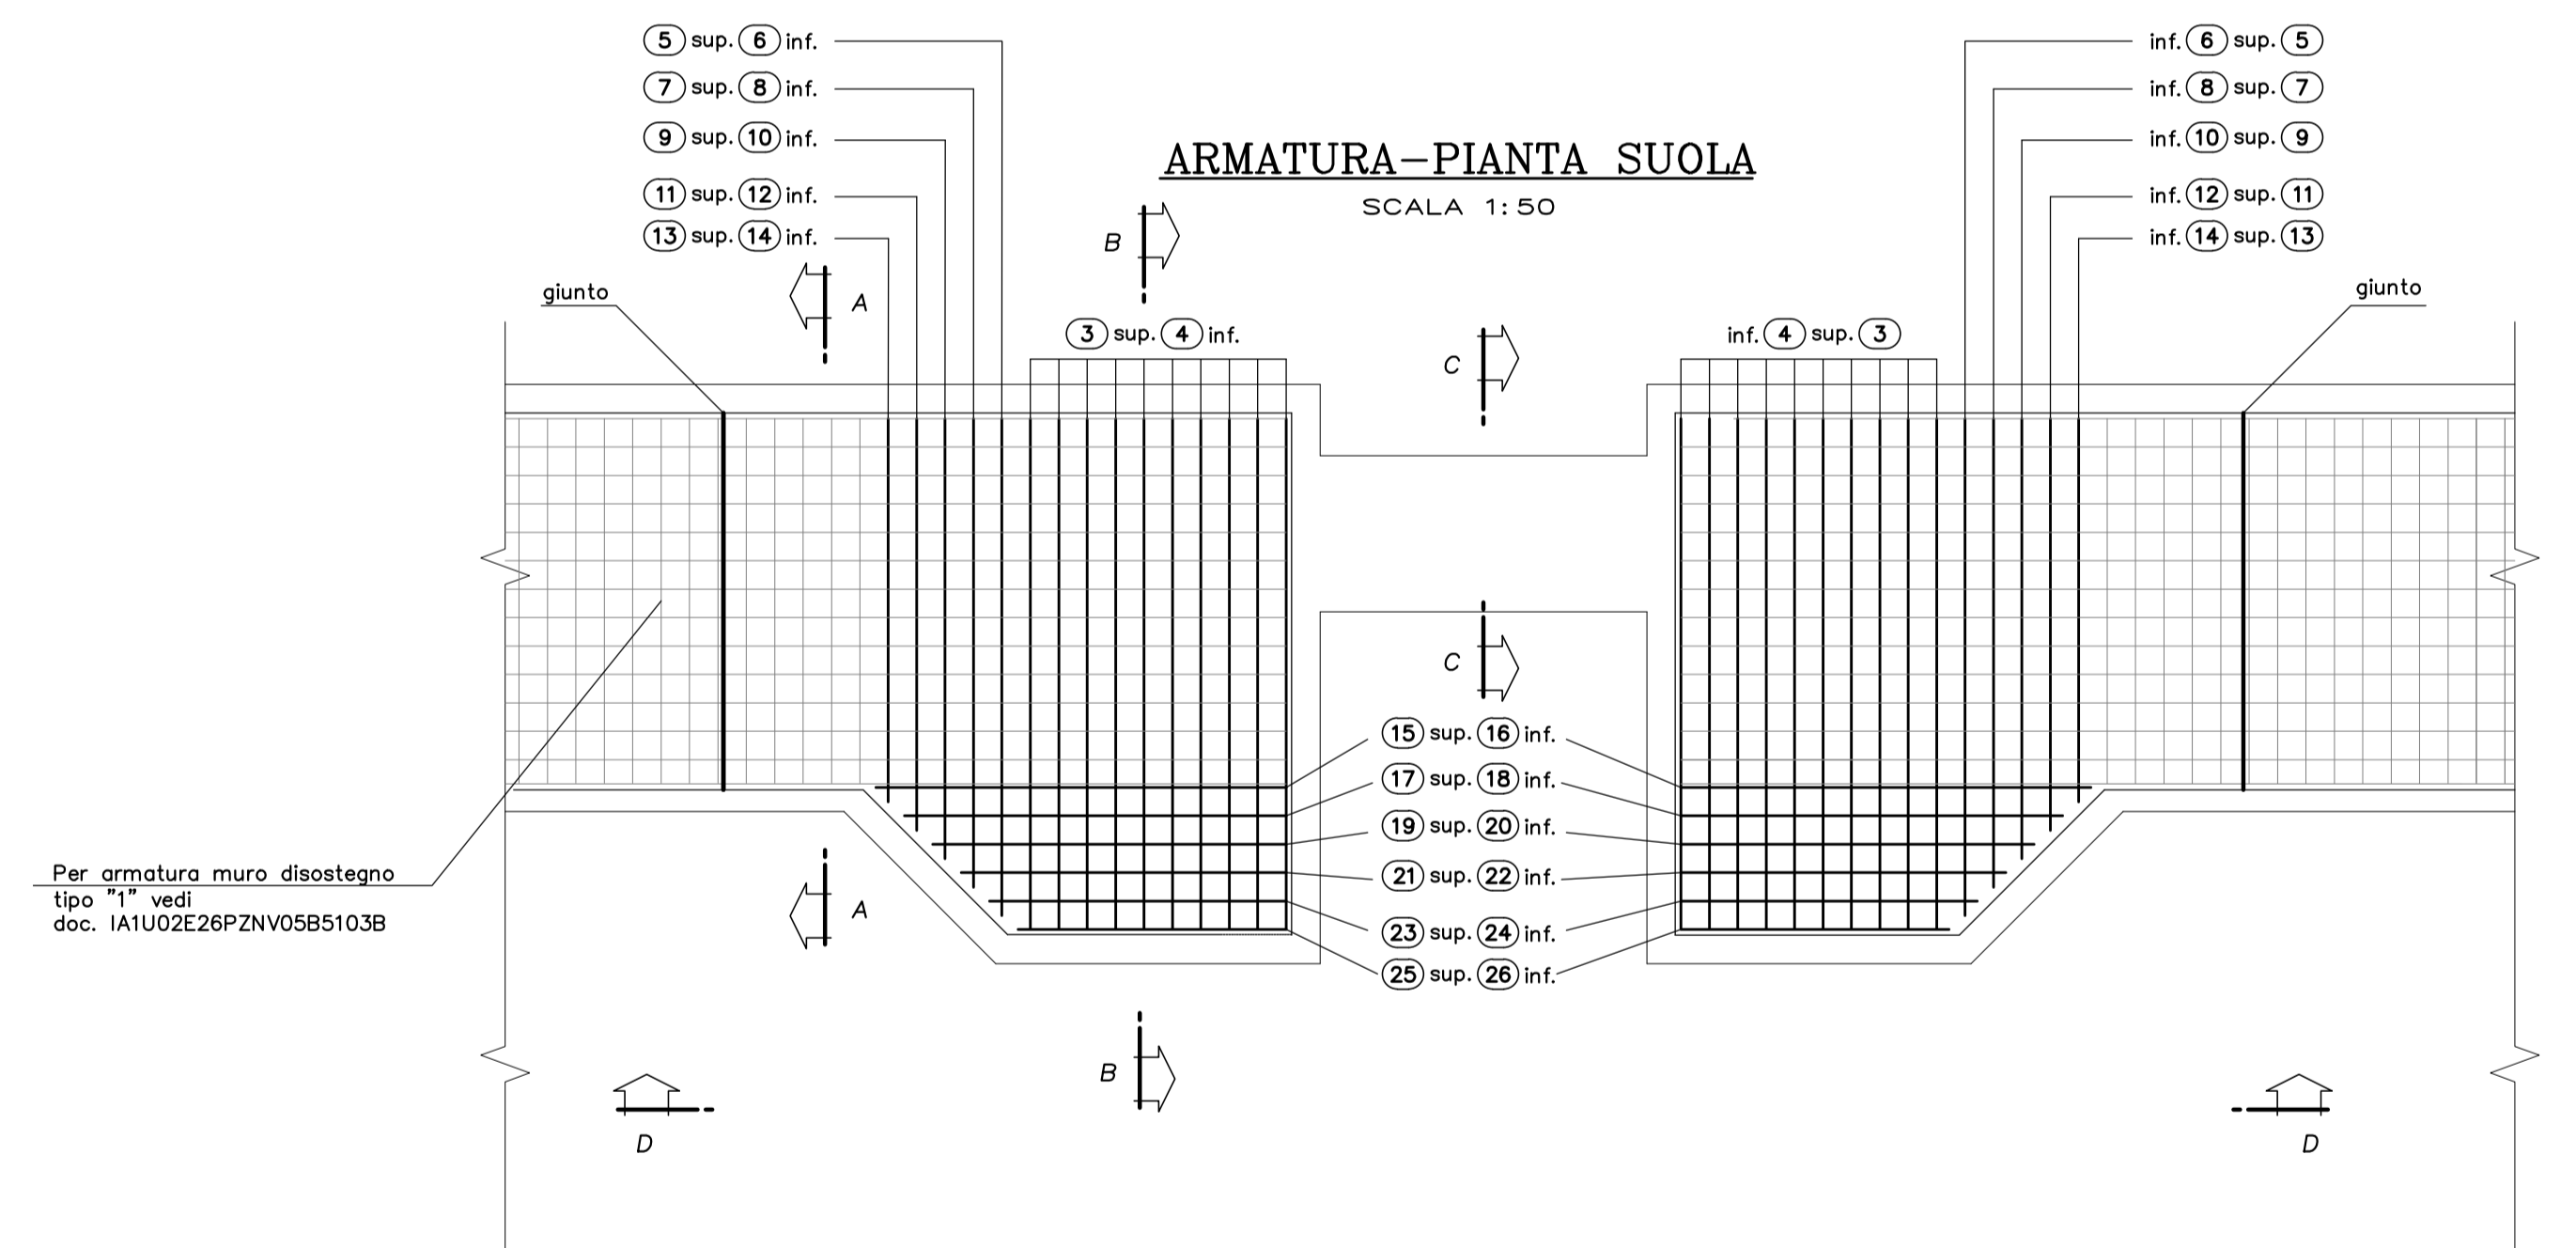 5 sup. 6 inf.
7 sup. 8 inf.
9 sup. 10 inf.
11 sup. 12 inf.
13 sup. 14 inf.
inf. 6 sup. 5
inf. 8 sup. 7
inf. 10 sup. 9
inf. 12 sup. 11
inf. 14 sup. 13
ARMATURA-PIANTA SUOLA
SCALA 1:50
B
A
giunto
giunto
3 sup. 4 inf.
C
inf. 4 sup. 3
C
15 sup. 16 inf.
17 sup. 18 inf.
19 sup. 20 inf.
21 sup. 22 inf.
23 sup. 24 inf.
25 sup. 26 inf.
Per armatura muro disostegno
tipo "1" vedi
doc. IA1U02E26PZNV05B5103B
A
B
D
D